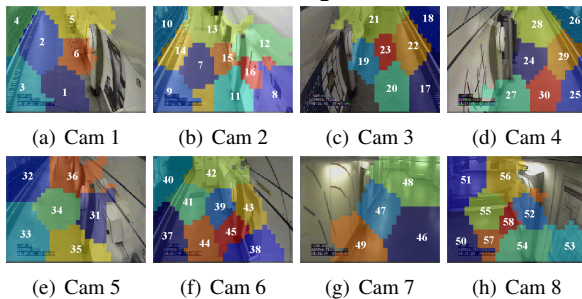 4 5 2 6 3 1
10 13 12 14 15 7 16 9 11 8
21 18 22 23 19 20 17
28 26 29 24 27 30 25
(a) Cam 1 (b) Cam 2 (c) Cam 3 (d) Cam 4
32 36 34 31 33 35
40 42 41 39 43 37 44 45 38
48 47 46 49
51 56 55 52 58 50 57 54 53
(e) Cam 5 (f) Cam 6 (g) Cam 7 (h) Cam 8